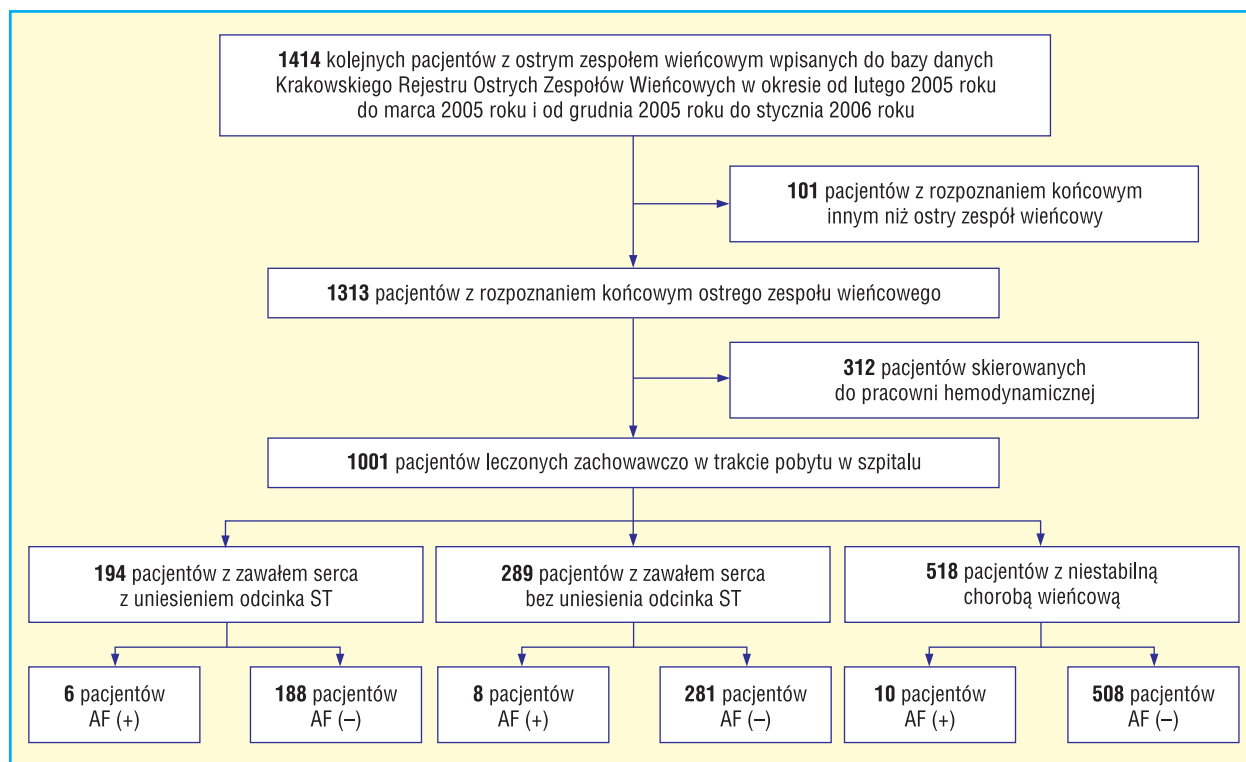 1414 kolejnych pacjentów z ostrym zespołem wieńcowym wpisanych do bazy danych
Krakowskiego Rejestru Ostrych Zespołów Wieńcowych w okresie od lutego 2005 roku
do marca 2005 roku i od grudnia 2005 roku do stycznia 2006 roku
101 pacjentów z rozpoznaniem końcowym
innym niż ostry zespół wieńcowy
1313 pacjentów z rozpoznaniem końcowym ostrego zespołu wieńcowego
312 pacjentów skierowanych
do pracowni hemodynamicznej
1001 pacjentów leczonych zachowawczo w trakcie pobytu w szpitalu
194 pacjentów z zawałem serca
z uniesieniem odcinka ST
289 pacjentów z zawałem serca
bez uniesienia odcinka ST
518 pacjentów z niestabilną
chorobą wieńcową
6 pacjentów
AF (+)
188 pacjentów
AF (–)
8 pacjentów
AF (+)
281 pacjentów
AF (–)
10 pacjentów
AF (+)
508 pacjentów
AF (–)